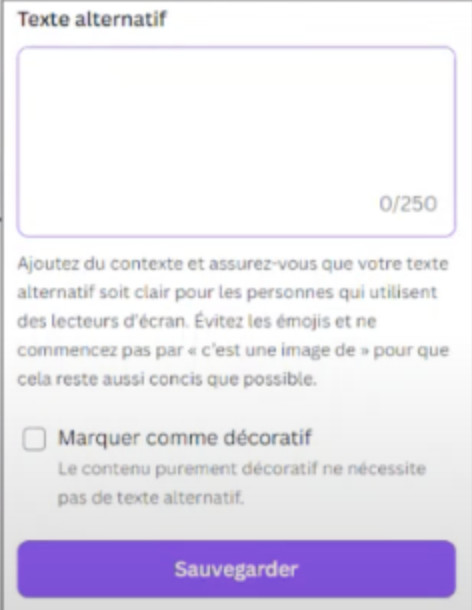 Texte alternatif
0/250
Ajoutez du contexte et assurez-vous que votre texte
alternatif soit clair pour les personnes qui utilisent
des lecteurs d'écran. Évitez les émojis et ne
commencez pas par « c'est une image de » pour que
cela reste aussi concis que possible.
Marquer comme décoratif
Le contenu purement décoratif ne nécessite
pas de texte alternatif.
Sauvegarder